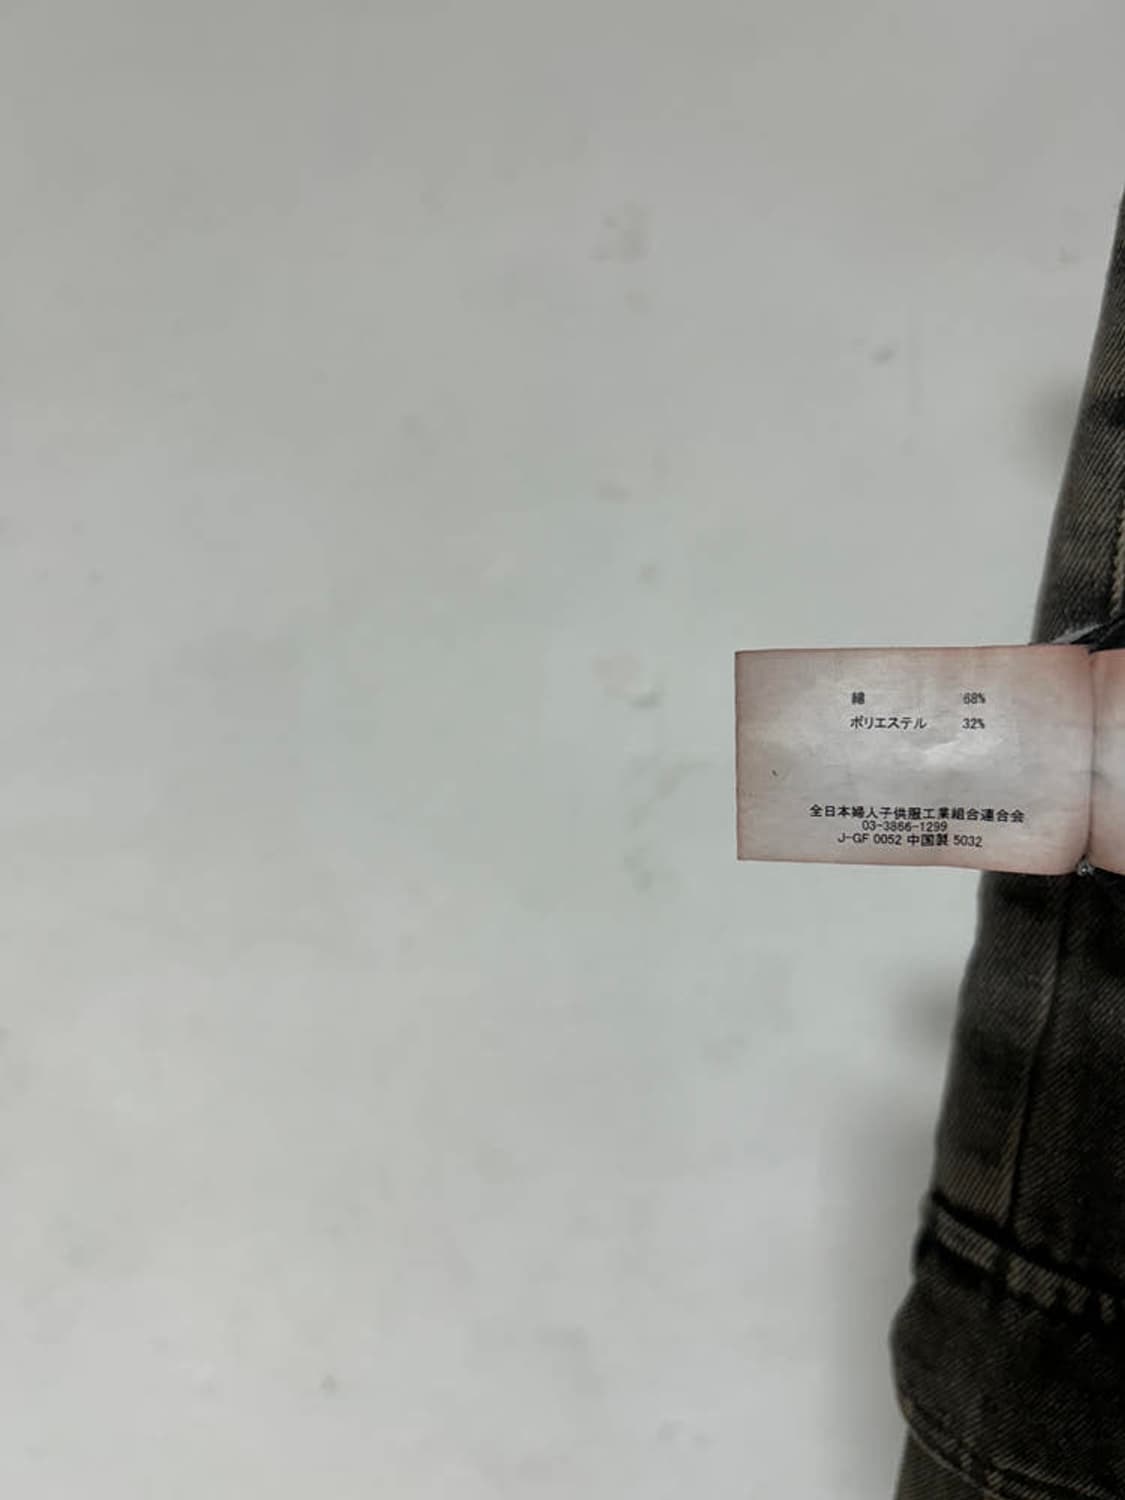 綿 68%
ポリエステル 32%
全日本婦人子供服工業組合連合会
03-3866-1299
J-GF 0052 中国製 5032